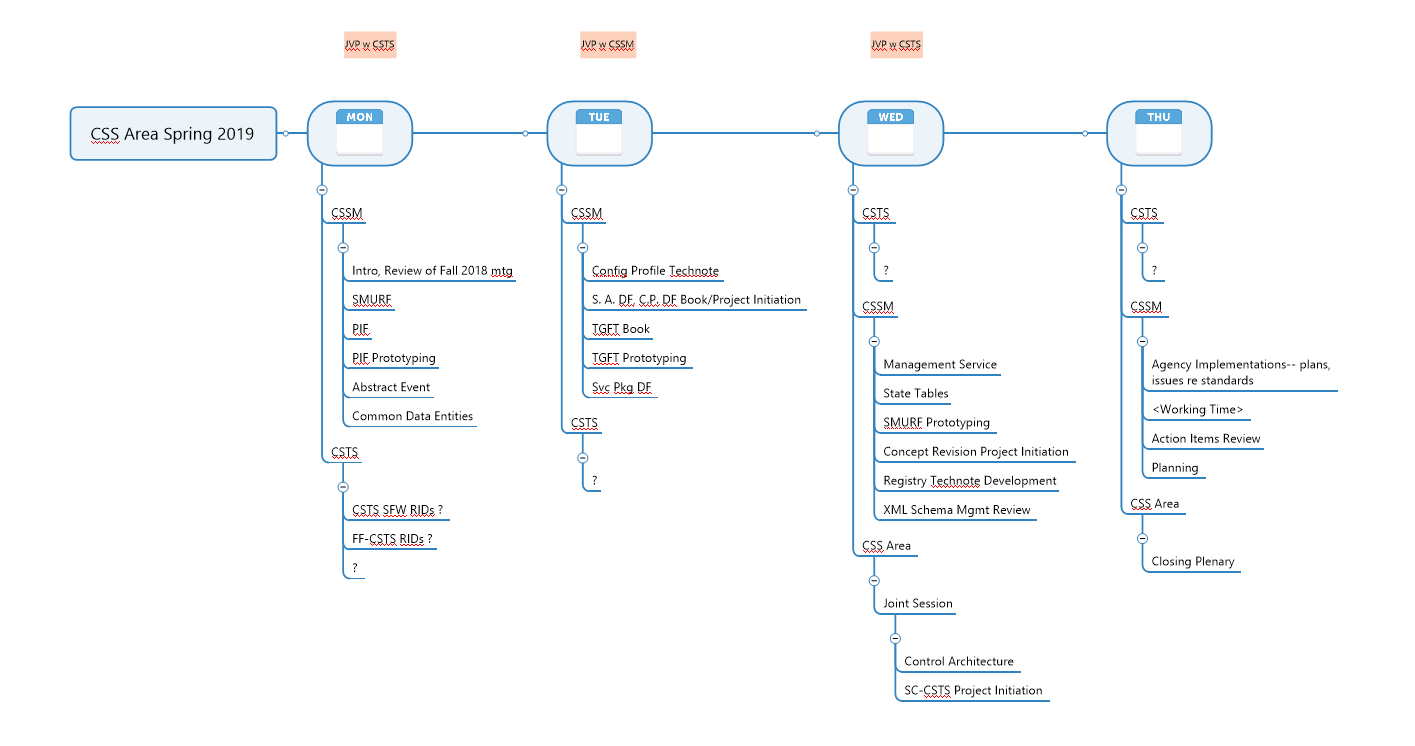 JVP w CSTS
JVP w CSSM
JVP w CSTS
CSS Area Spring 2019
MON
TUE
WED
THU
CSSM
Intro, Review of Fall 2018 mtg
SMURF
PIF
PIF Prototyping
Abstract Event
Common Data Entities
CSTS
CSTS SFW RIDs ?
FF-CSTS RIDs ?
?
CSSM
Config Profile Technote
S. A. DF, C.P. DF Book/Project Initiation
TGFT Book
TGFT Prototyping
Svc Pkg DF
CSTS
?
CSTS
?
CSSM
Management Service
State Tables
SMURF Prototyping
Concept Revision Project Initiation
Registry Technote Development
XML Schema Mgmt Review
CSS Area
Joint Session
Control Architecture
SC-CSTS Project Initiation
CSTS
?
CSSM
Agency Implementations-- plans,
issues re standards
<Working Time>
Action Items Review
Planning
CSS Area
Closing Plenary